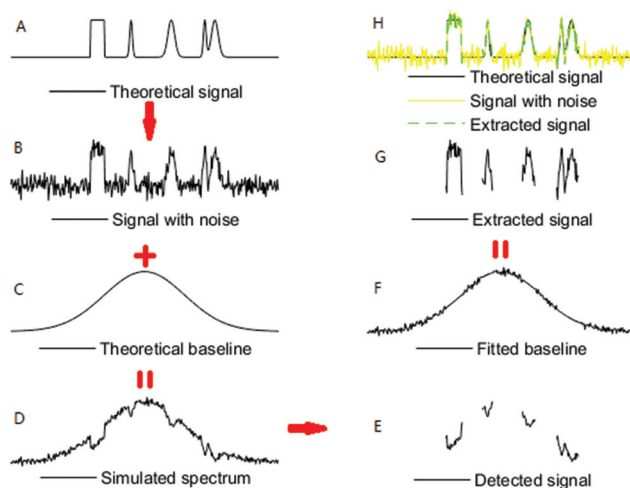 A
Theoretical signal
B
Signal with noise
C
Theoretical baseline
D
Simulated spectrum
H
Theoretical signal
Signal with noise
Extracted signal
G
Extracted signal
F
Fitted baseline
E
Detected signal